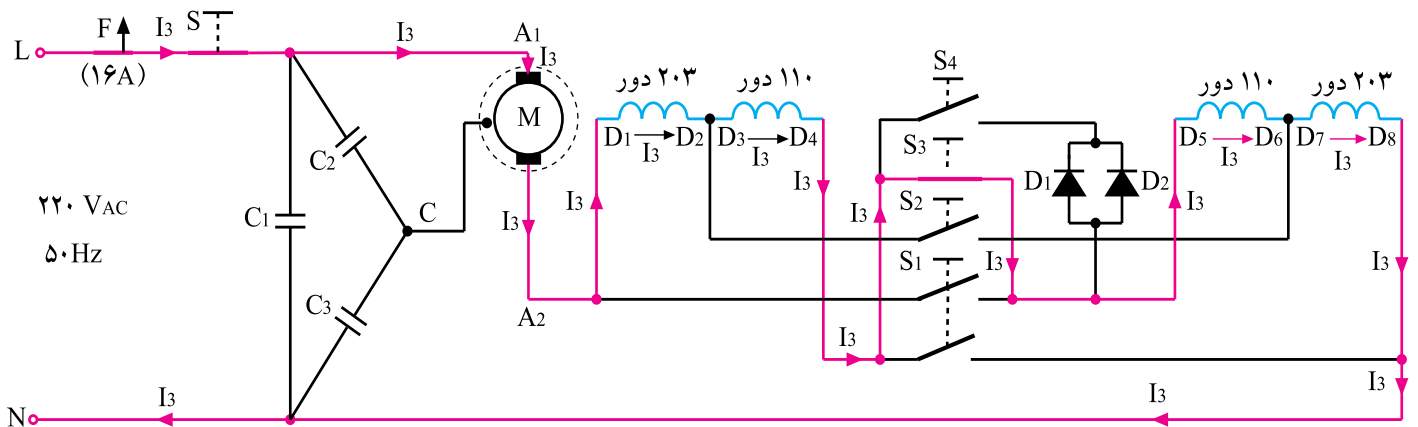 L
F
(۱۶A)
I3
S
I3
A1
I3
M
۲۰۳ دور
۱۱۰ دور
D1 D2
I3
D3 D4
I3
S4
S3
S2
S1
D1
D2
۱۱۰ دور
۲۰۳ دور
D5 D6
I3
D7 D8
I3
C1
C2
C3
C
۲۲۰ VAC
۵۰Hz
I3
A2
I3
I3
I3
I3
I3
I3
I3
I3
N
I3
I3